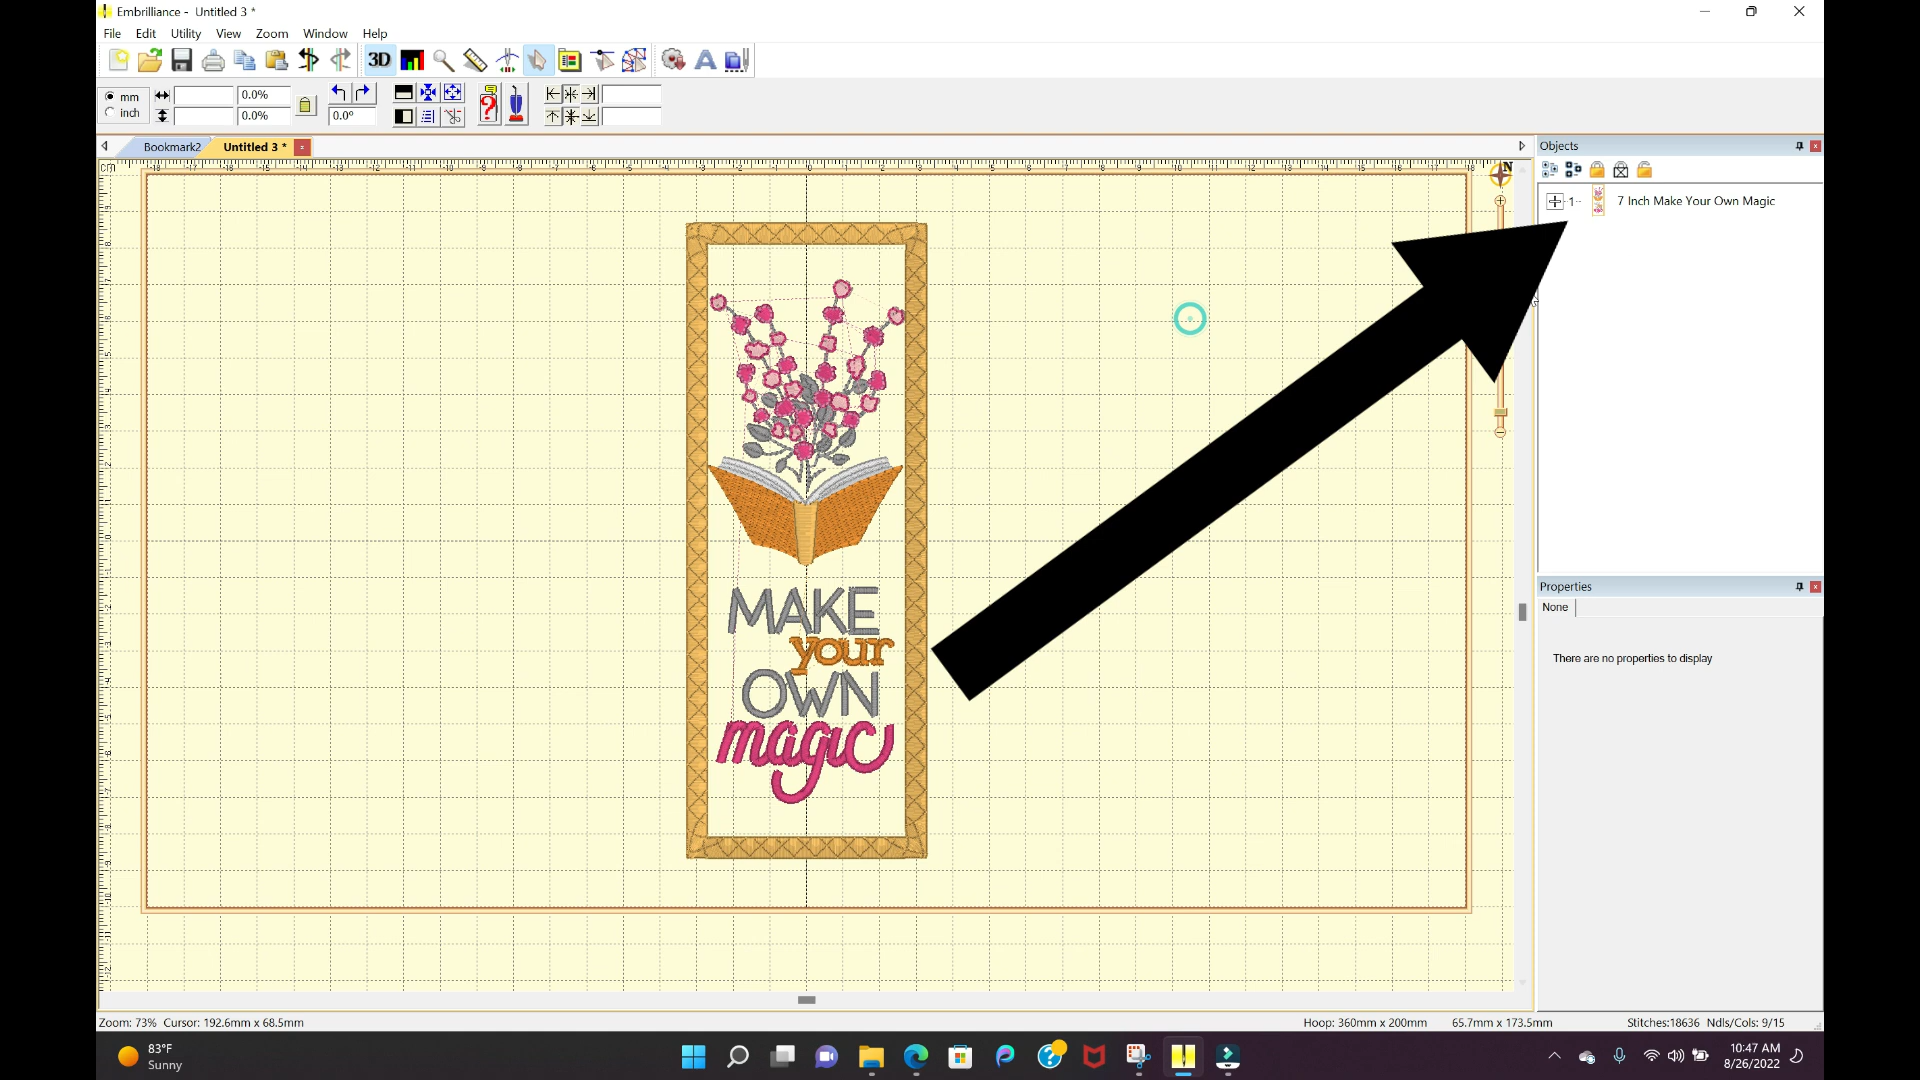 Embrilliance - Untitled 3 *
File Edit Utility View Zoom Window Help
3D A
mm 0.0%
inch 0.0% 0.0°
Bookmark2 Untitled 3 * Objects
cm
N
1 7 Inch Make Your Own Magic
MAKE
your
OWN
magic
Properties
None
There are no properties to display
Zoom: 73% Cursor: 192.6mm x 68.5mm Hoop: 360mm x 200mm 65.7mm x 173.5mm Stitches:18636 Ndls/Cols: 9/15
83°F
Sunny
10:47 AM
8/26/2022